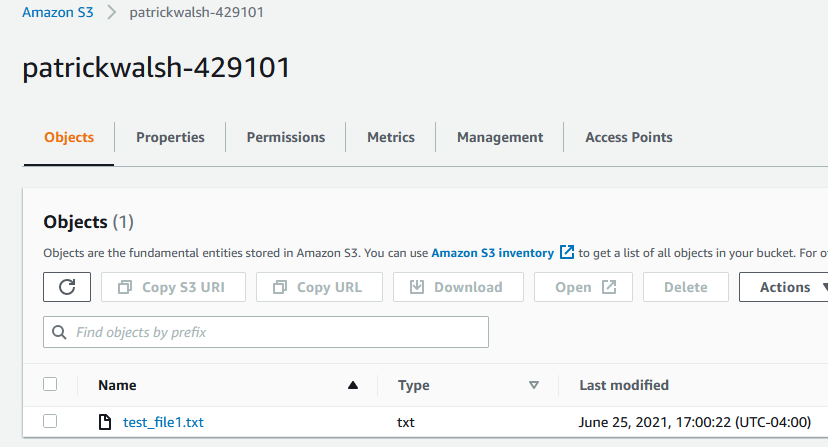 Amazon S3 > patrickwalsh-429101
patrickwalsh-429101
Objects Properties Permissions Metrics Management Access Points
Objects (1)
Objects are the fundamental entities stored in Amazon S3. You can use Amazon S3 inventory to get a list of all objects in your bucket. For
Copy S3 URI Copy URL Download Open Delete Actions
Find objects by prefix
Name Type Last modified
test_file1.txt txt June 25, 2021, 17:00:22 (UTC-04:00)